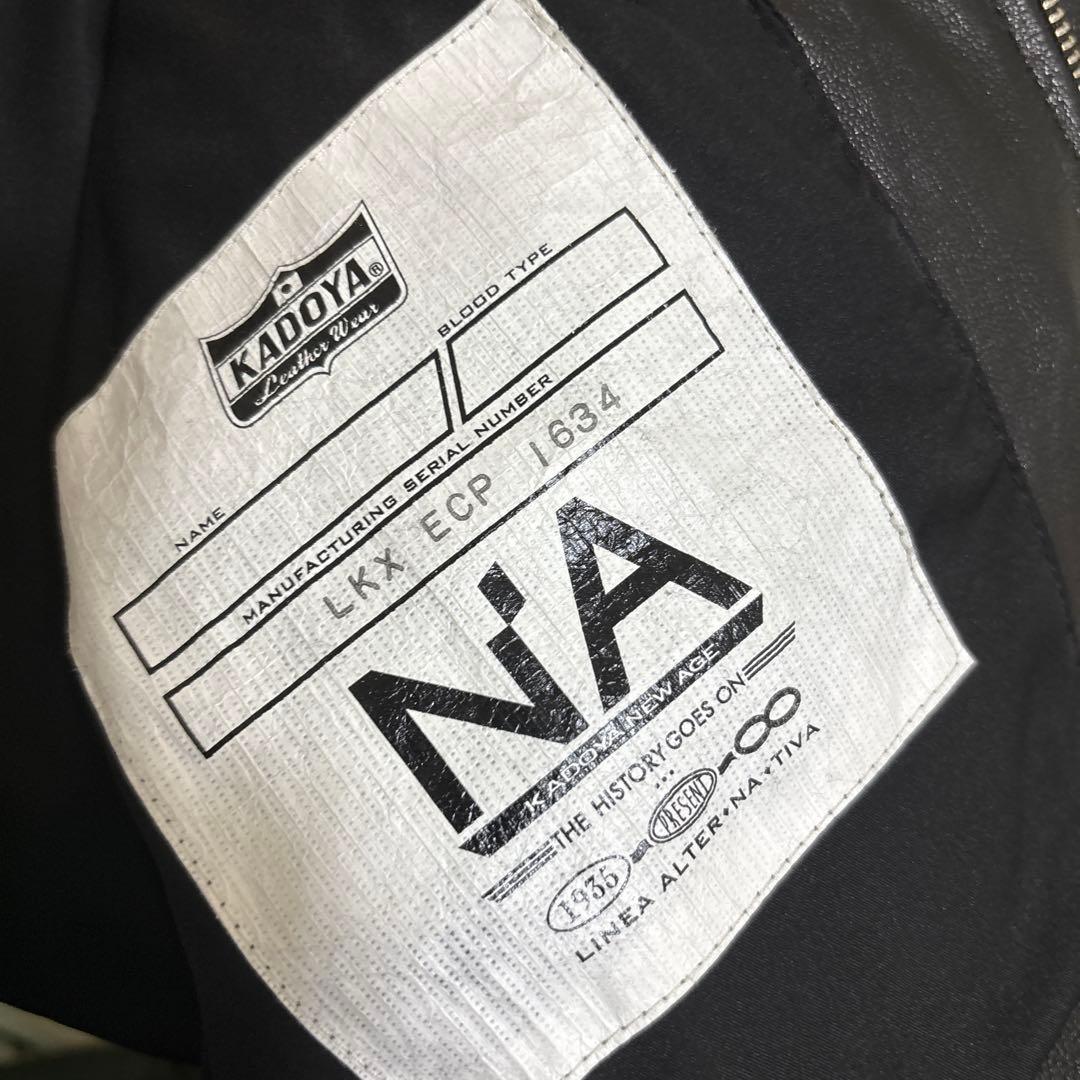 KADOYA®
Leather Wear
BLOOD TYPE
NAME
MANUFACTURING SERIAL NUMBER
LKX ECP 1634
NA
KADOYA NEW AGE
THE HISTORY GOES ON...
1935 PRESENT ∞
LINEA ALTER•NA•TIVA